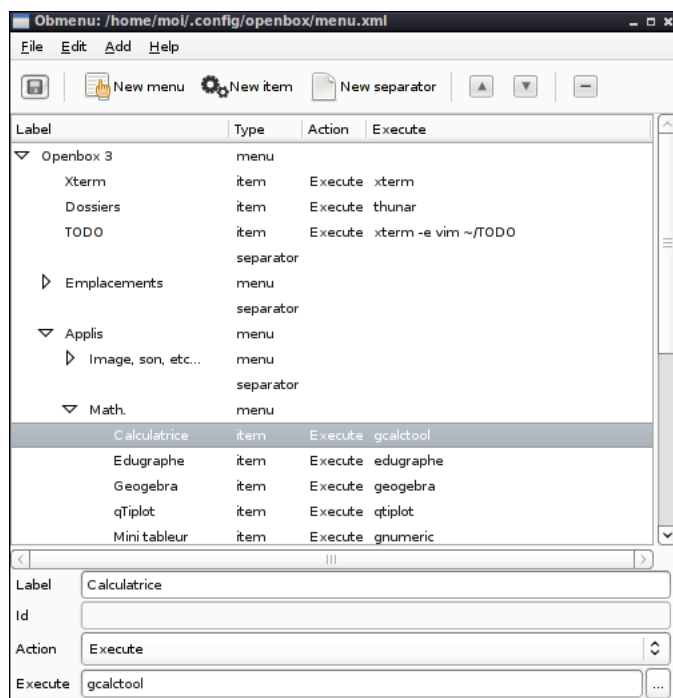 Obmenu: /home/moi/.config/openbox/menu.xml
File Edit Add Help
New menu New item New separator
Label Type Action Execute
Openbox 3 menu
Xterm item Execute xterm
Dossiers item Execute thunar
TODO item Execute xterm -e vim ~/TODO
separator
Emplacements menu
separator
Applis menu
Image, son, etc... menu
separator
Math. menu
Calculatrice item Execute gcalctool
Edugraphe item Execute edugraphe
Geogebra item Execute geogebra
qTiplot item Execute qtiplot
Mini tableur item Execute gnumeric
Label Calculatrice
Id
Action Execute
Execute gcalctool ...